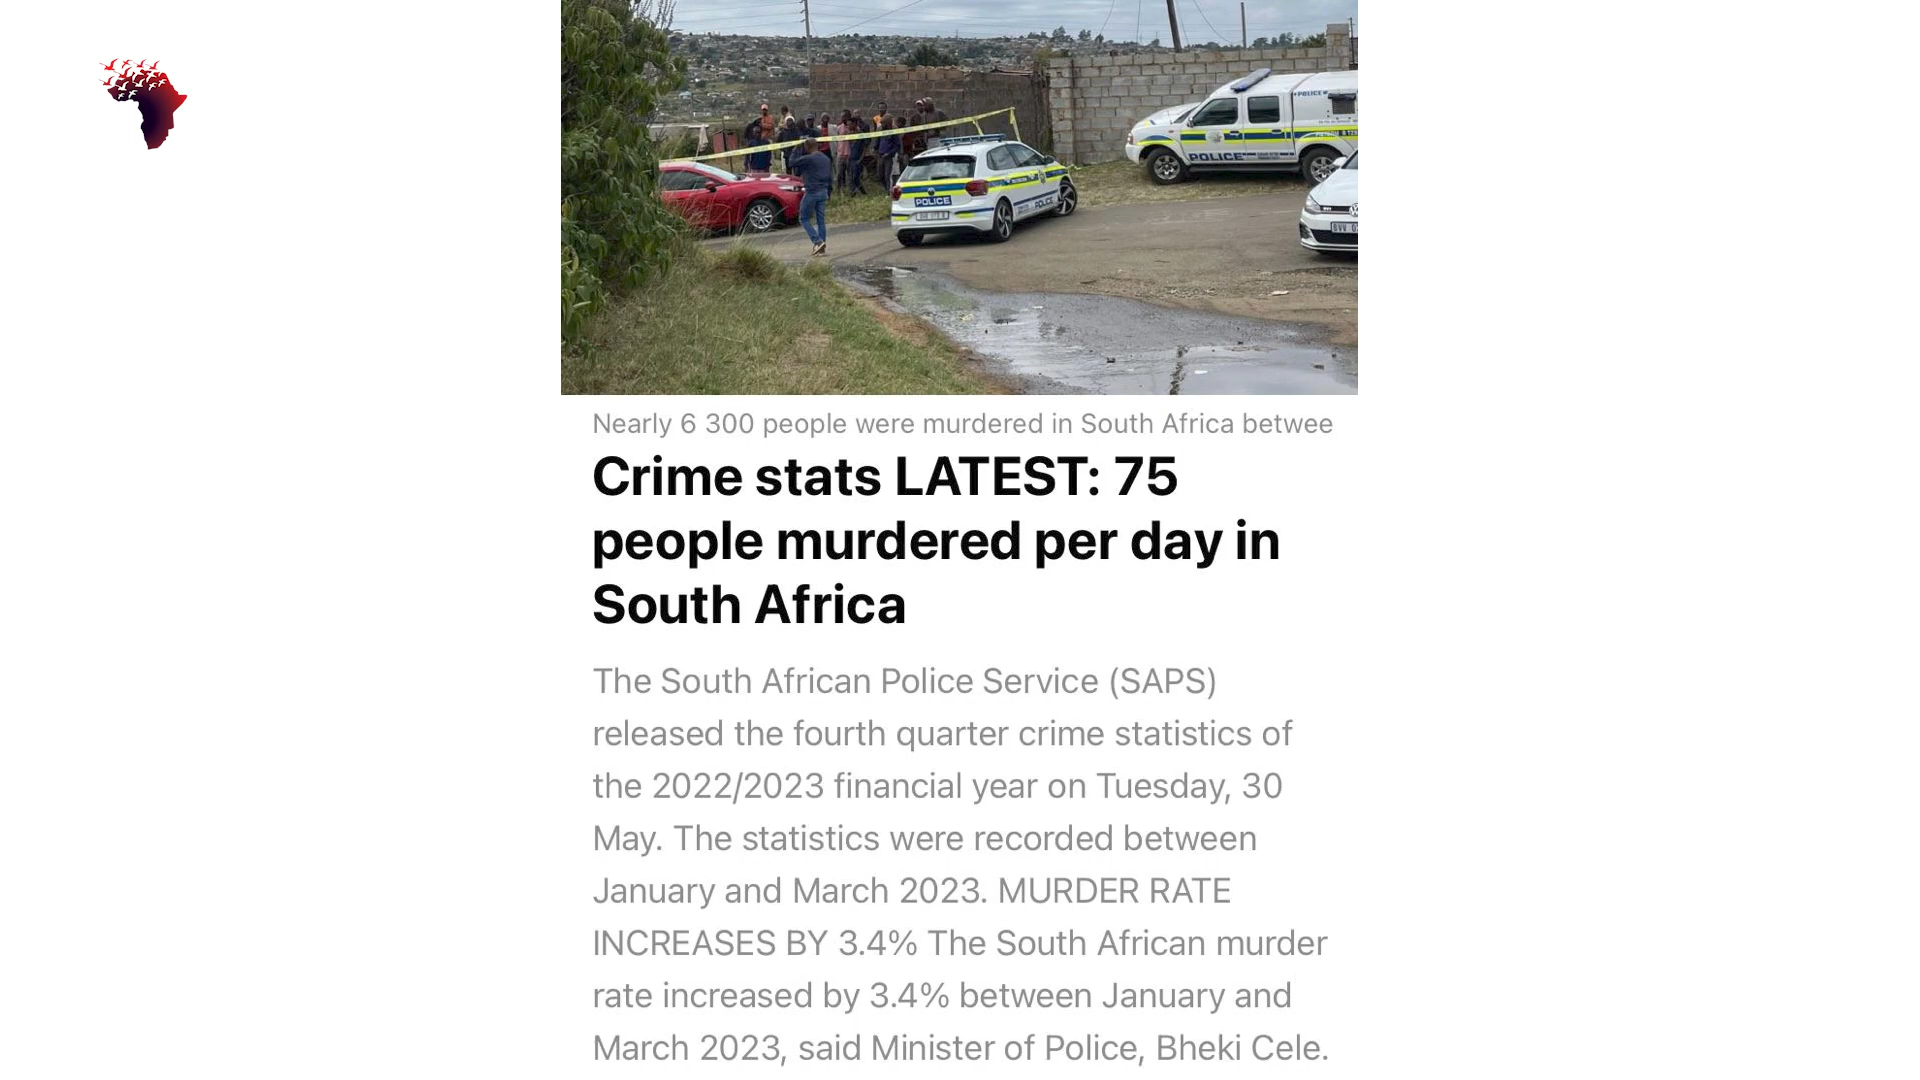 POLICE
POLICE
POLICE
POLICE
Nearly 6 300 people were murdered in South Africa betwee
Crime stats LATEST: 75
people murdered per day in
South Africa
The South African Police Service (SAPS)
released the fourth quarter crime statistics of
the 2022/2023 financial year on Tuesday, 30
May. The statistics were recorded between
January and March 2023. MURDER RATE
INCREASES BY 3.4% The South African murder
rate increased by 3.4% between January and
March 2023, said Minister of Police, Bheki Cele.